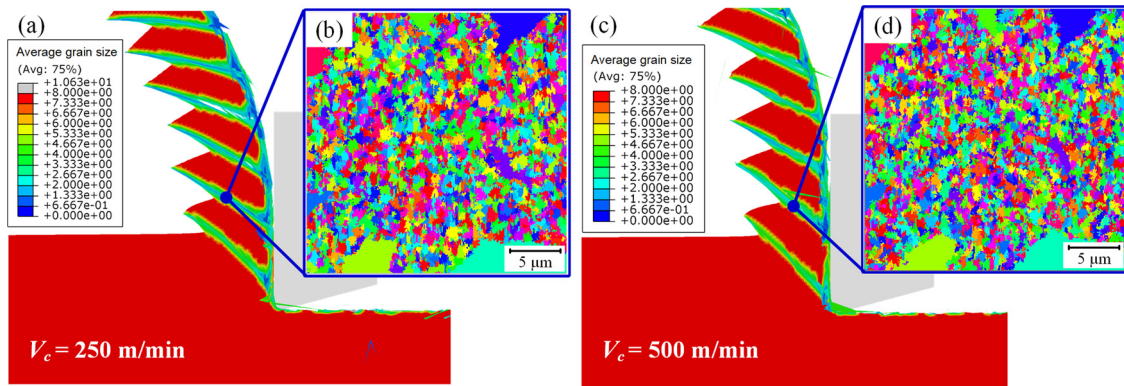 (a)
Average grain size
(Avg: 75%)
+1.063e+01
+8.000e+00
+7.333e+00
+6.667e+00
+6.000e+00
+5.333e+00
+4.667e+00
+4.000e+00
+3.333e+00
+2.667e+00
+2.000e+00
+1.333e+00
+6.667e-01
+0.000e+00
V_c = 250 m/min
(b)
5 μm
(c)
Average grain size
(Avg: 75%)
+8.000e+00
+7.333e+00
+6.667e+00
+6.000e+00
+5.333e+00
+4.667e+00
+4.000e+00
+3.333e+00
+2.667e+00
+2.000e+00
+1.333e+00
+6.667e-01
+0.000e+00
V_c = 500 m/min
(d)
5 μm